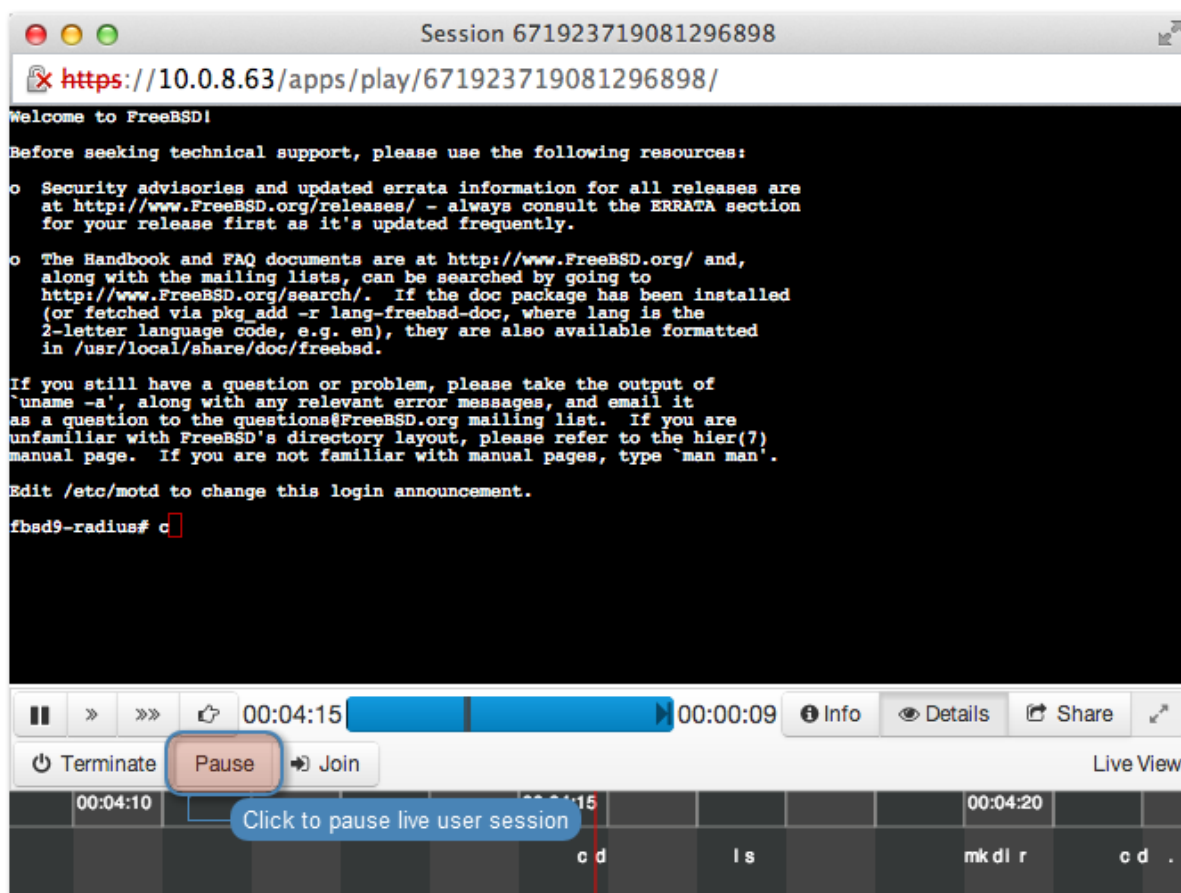 Session 671923719081296898
https://10.0.8.63/apps/play/671923719081296898/
Welcome to FreeBSD!
Before seeking technical support, please use the following resources:
o  Security advisories and updated errata information for all releases are
at http://www.FreeBSD.org/releases/ - always consult the ERRATA section
for your release first as it's updated frequently.
o  The Handbook and FAQ documents are at http://www.FreeBSD.org/ and,
along with the mailing lists, can be searched by going to
http://www.FreeBSD.org/search/.  If the doc package has been installed
(or fetched via pkg_add -r lang-freebsd-doc, where lang is the
2-letter language code, e.g. en), they are also available formatted
in /usr/local/share/doc/freebsd.
If you still have a question or problem, please take the output of
`uname -a', along with any relevant error messages, and email it
as a question to the questions@FreeBSD.org mailing list.  If you are
unfamiliar with FreeBSD's directory layout, please refer to the hier(7)
manual page.  If you are not familiar with manual pages, type `man man'.
Edit /etc/motd to change this login announcement.
fbsd9-radius# c
00:04:15 00:00:09 Info Details Share
Terminate Pause Join Live View
00:04:10 :15 00:04:20
Click to pause live user session
cd ls mkdir cd .